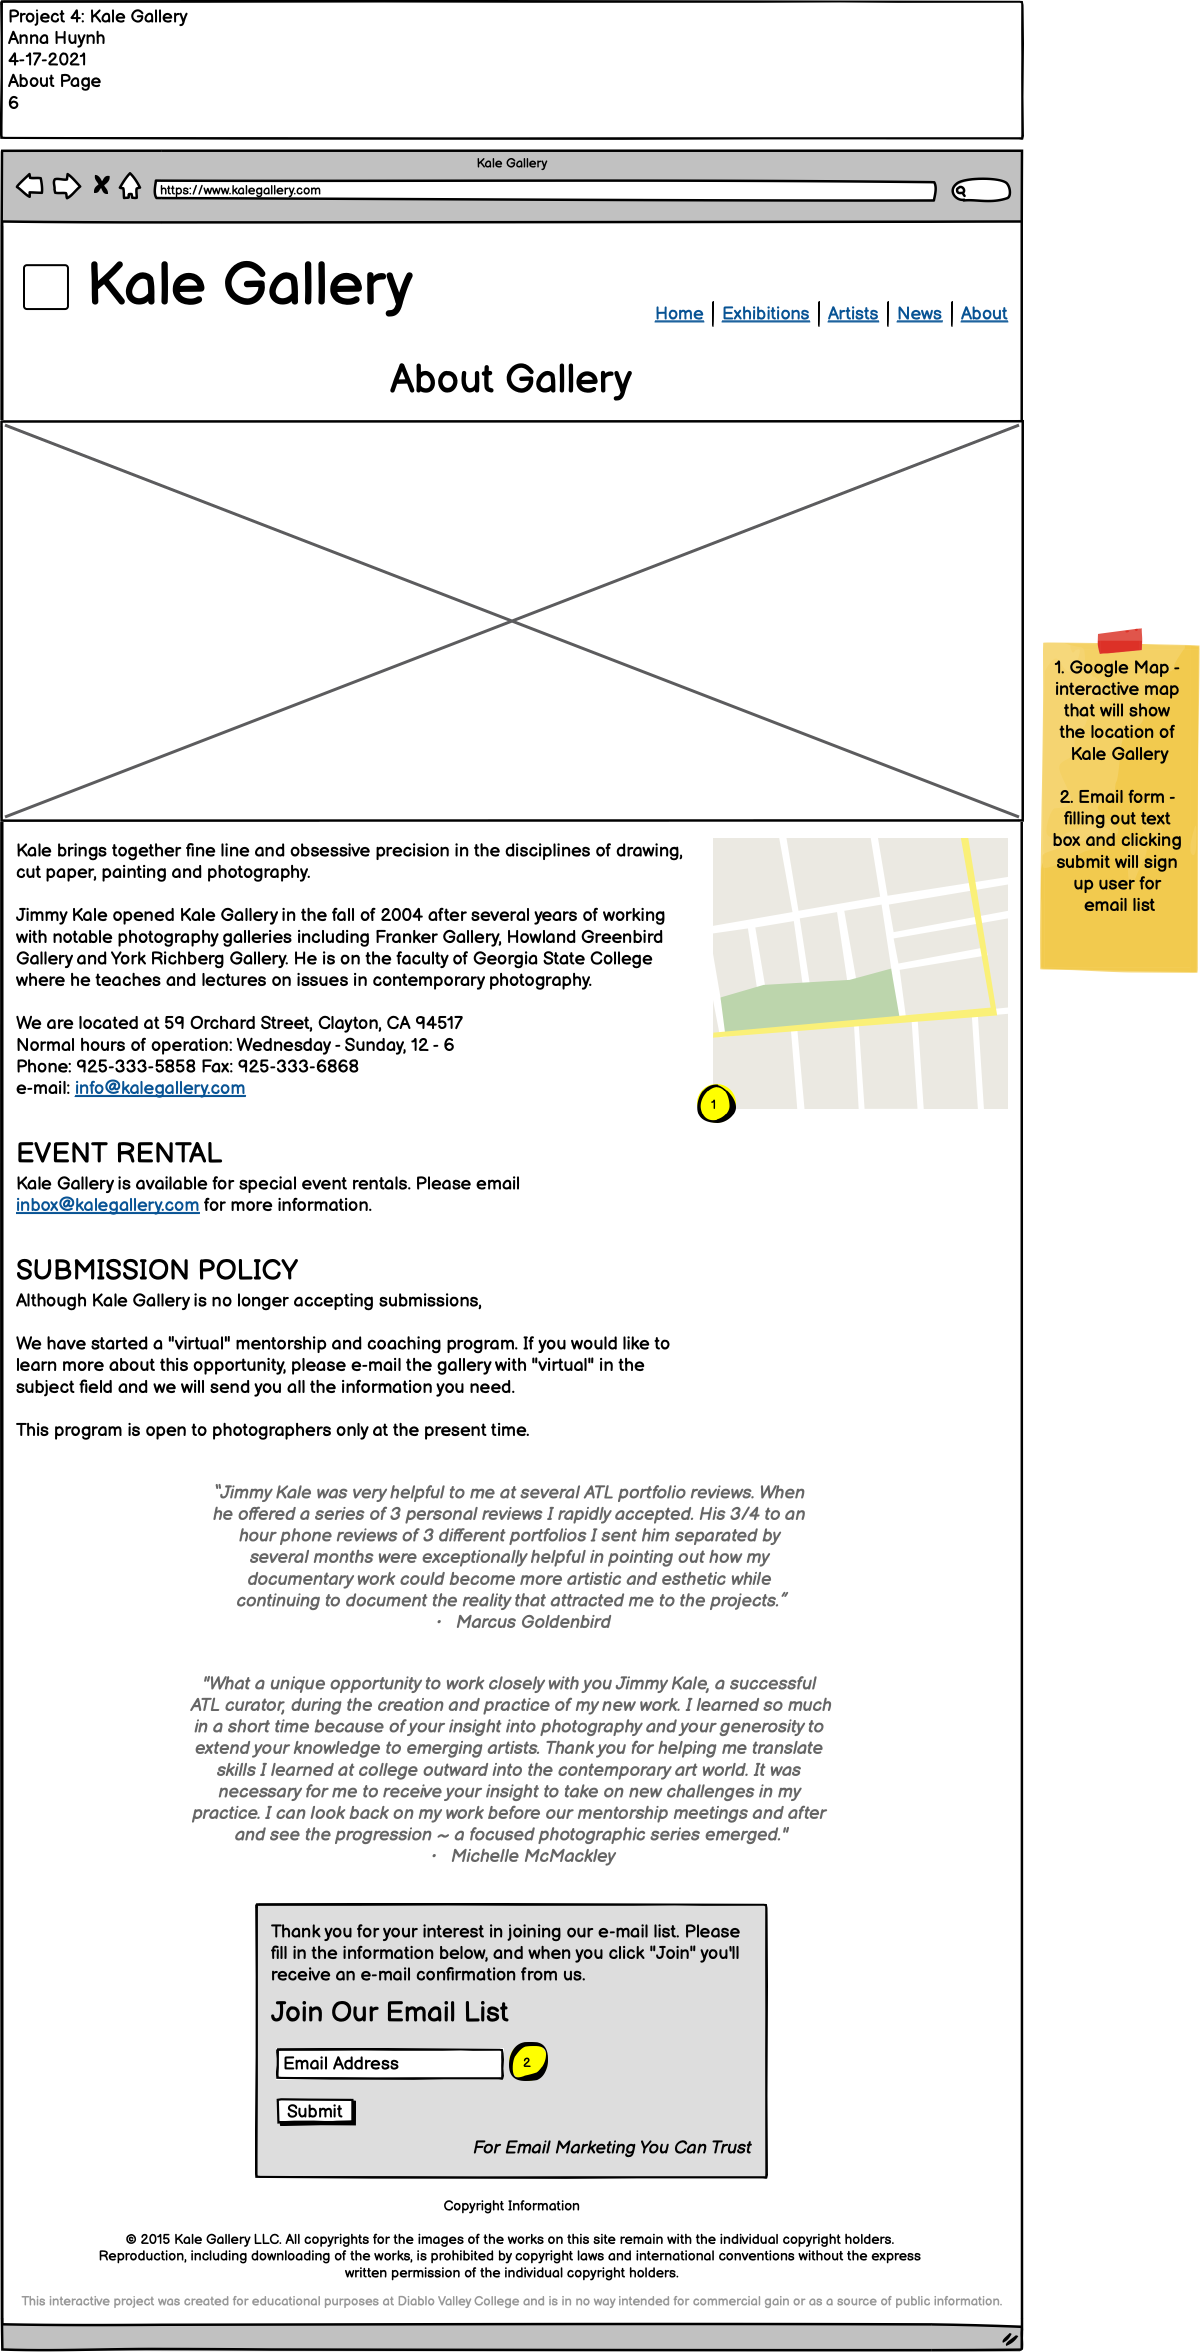 Project 4: Kale Gallery
Anna Huynh
4-17-2021
About Page
6
Kale Gallery
https://www.kalegallery.com
Kale Gallery
Home
Exhibitions
Artists
News
About
About Gallery
Kale brings together fine line and obsessive precision in the disciplines of drawing,
cut paper, painting and photography.
Jimmy Kale opened Kale Gallery in the fall of 2004 after several years of working
with notable photography galleries including Franker Gallery, Howland Greenbird
Gallery and York Richberg Gallery. He is on the faculty of Georgia State College
where he teaches and lectures on issues in contemporary photography.
We are located at 59 Orchard Street, Clayton, CA 94517
Normal hours of operation: Wednesday - Sunday, 12 - 6
Phone: 925-333-5858 Fax: 925-333-6868
e-mail: info@kalegallery.com
1
EVENT RENTAL
Kale Gallery is available for special event rentals. Please email
inbox@kalegallery.com for more information.
SUBMISSION POLICY
Although Kale Gallery is no longer accepting submissions,
We have started a "virtual" mentorship and coaching program. If you would like to
learn more about this opportunity, please e-mail the gallery with "virtual" in the
subject field and we will send you all the information you need.
This program is open to photographers only at the present time.
“Jimmy Kale was very helpful to me at several ATL portfolio reviews. When
he offered a series of 3 personal reviews I rapidly accepted. His 3/4 to an
hour phone reviews of 3 different portfolios I sent him separated by
several months were exceptionally helpful in pointing out how my
documentary work could become more artistic and esthetic while
continuing to document the reality that attracted me to the projects.”
· Marcus Goldenbird
"What a unique opportunity to work closely with you Jimmy Kale, a successful
ATL curator, during the creation and practice of my new work. I learned so much
in a short time because of your insight into photography and your generosity to
extend your knowledge to emerging artists. Thank you for helping me translate
skills I learned at college outward into the contemporary art world. It was
necessary for me to receive your insight to take on new challenges in my
practice. I can look back on my work before our mentorship meetings and after
and see the progression ~ a focused photographic series emerged."
· Michelle McMackley
Thank you for your interest in joining our e-mail list. Please
fill in the information below, and when you click "Join" you'll
receive an e-mail confirmation from us.
Join Our Email List
Email Address
2
Submit
For Email Marketing You Can Trust
Copyright Information
© 2015 Kale Gallery LLC. All copyrights for the images of the works on this site remain with the individual copyright holders.
Reproduction, including downloading of the works, is prohibited by copyright laws and international conventions without the express
written permission of the individual copyright holders.
This interactive project was created for educational purposes at Diablo Valley College and is in no way intended for commercial gain or as a source of public information.
1. Google Map -
interactive map
that will show
the location of
Kale Gallery
2. Email form -
filling out text
box and clicking
submit will sign
up user for
email list